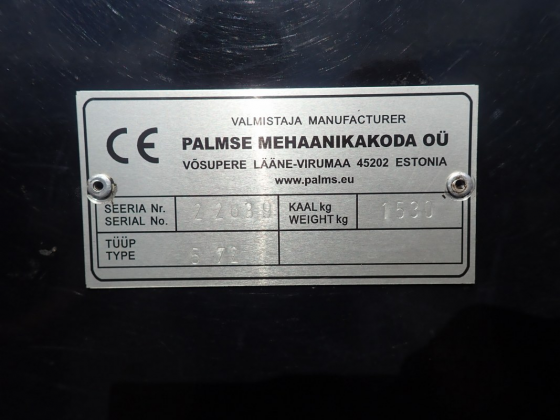 CE
VALMISTAJA MANUFACTURER
PALMSE MEHAANIKAKODA OÜ
VÕSUPERE LÄÄNE-VIRUMAA 45202 ESTONIA
www.palms.eu
SEERIA Nr.
SERIAL No.
KAAL kg
WEIGHT kg
1530
TÜÜP
TYPE